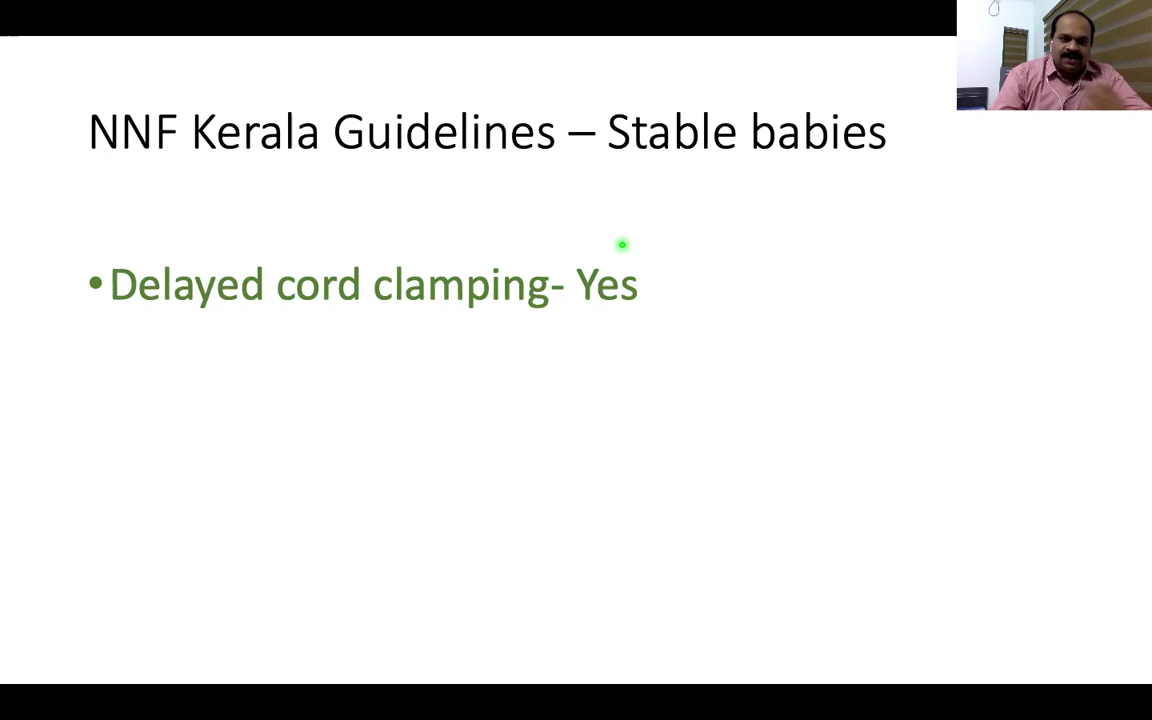 NNF Kerala Guidelines – Stable babies
•Delayed cord clamping- Yes